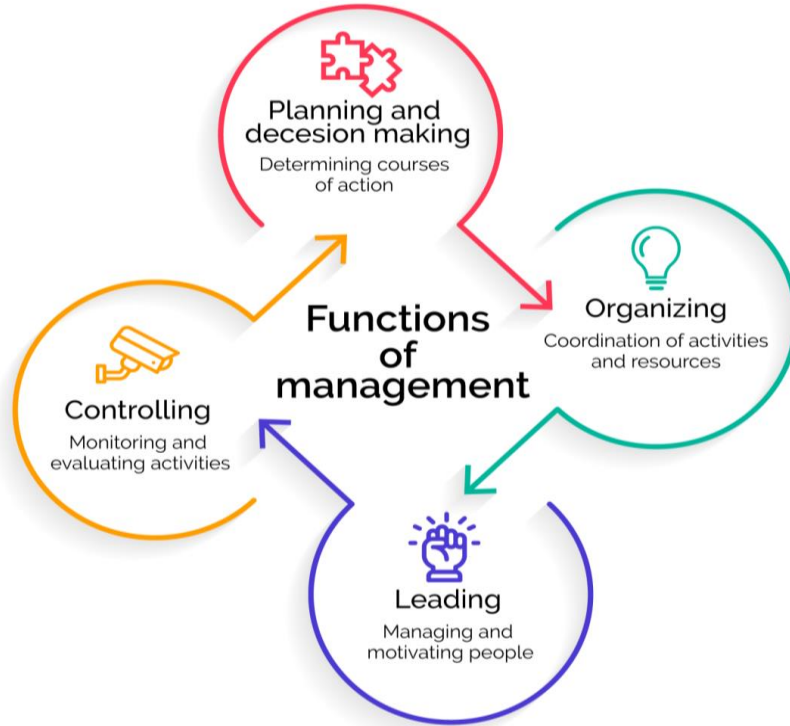 Planning and
decesion making
Determining courses
of action
Organizing
Coordination of activities
and resources
Functions
of
management
Controlling
Monitoring and
evaluating activities
Leading
Managing and
motivating people